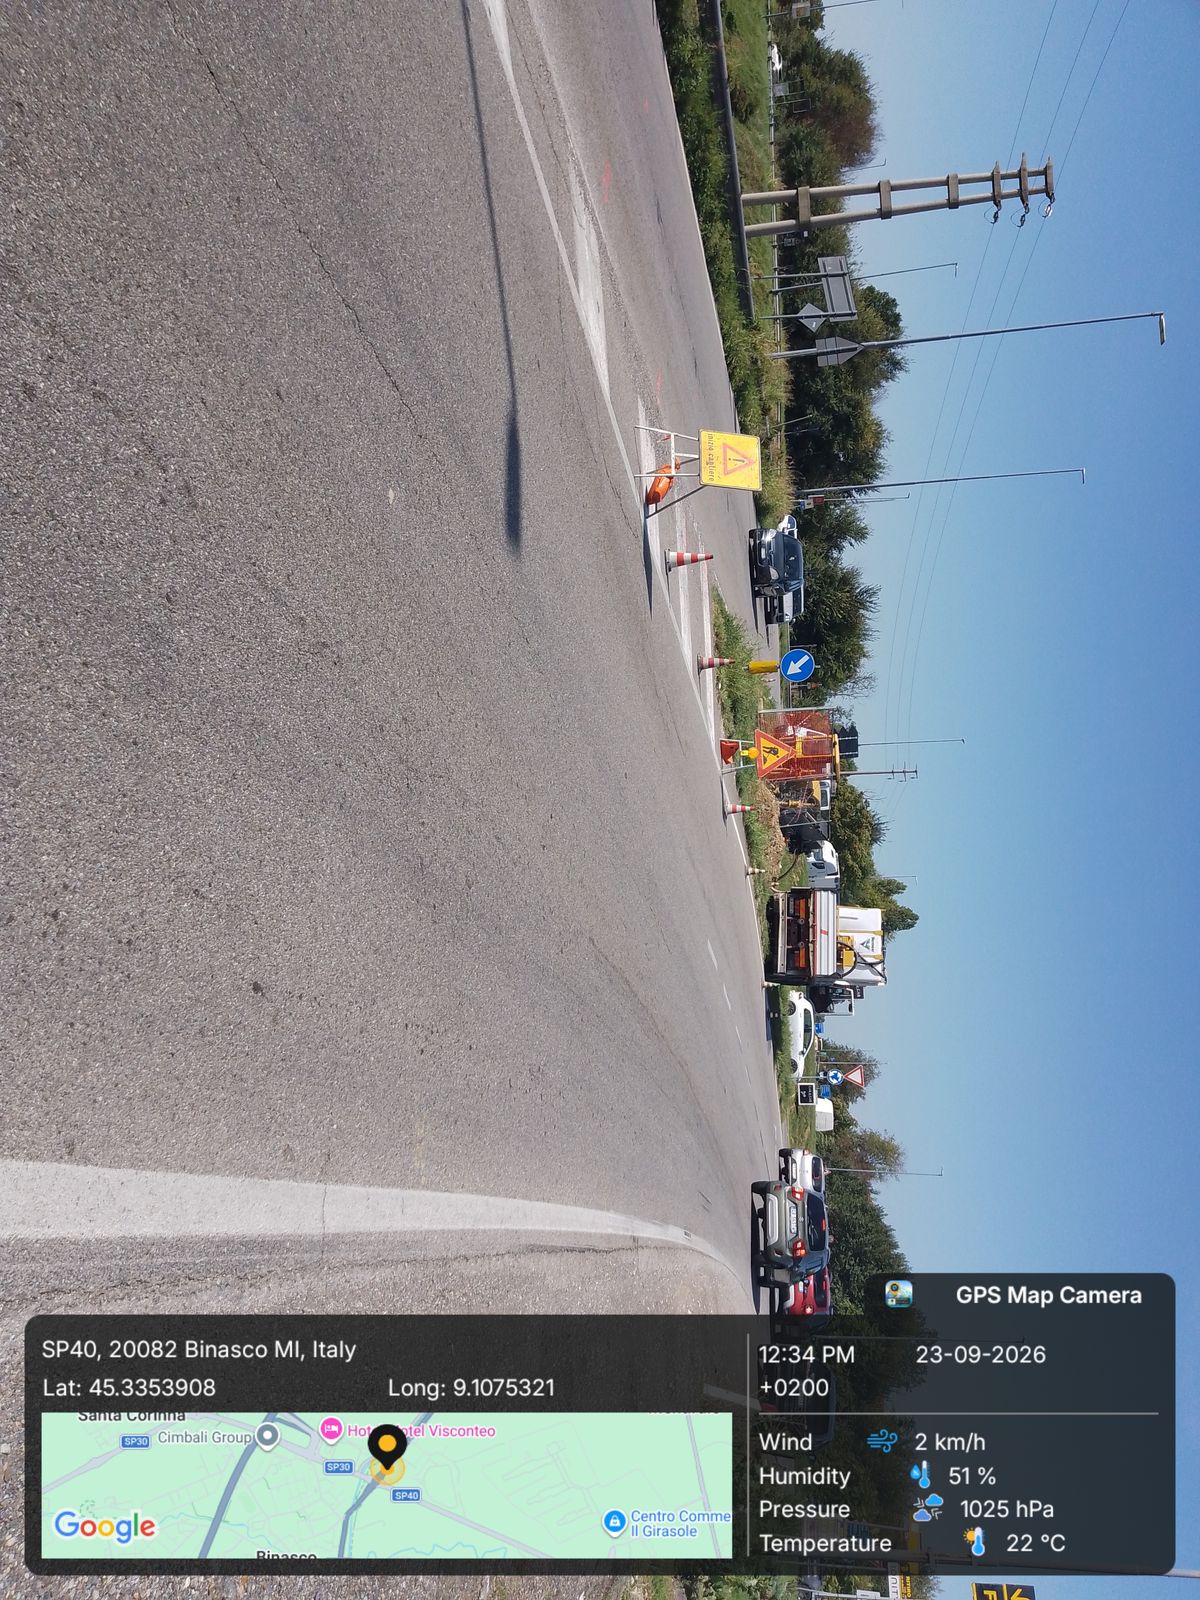 inizio cantiere
GPS Map Camera
SP40, 20082 Binasco MI, Italy
Lat: 45.3353908
Long: 9.1075321
12:34 PM
23-09-2026
+0200
Wind
2 km/h
Humidity
51 %
Pressure
1025 hPa
Temperature
22 °C
Santa Corinna
SP30
Cimbali Group
Hotel Visconteo
SP30
SP40
Centro Comme
Il Girasole
Binasco
Google